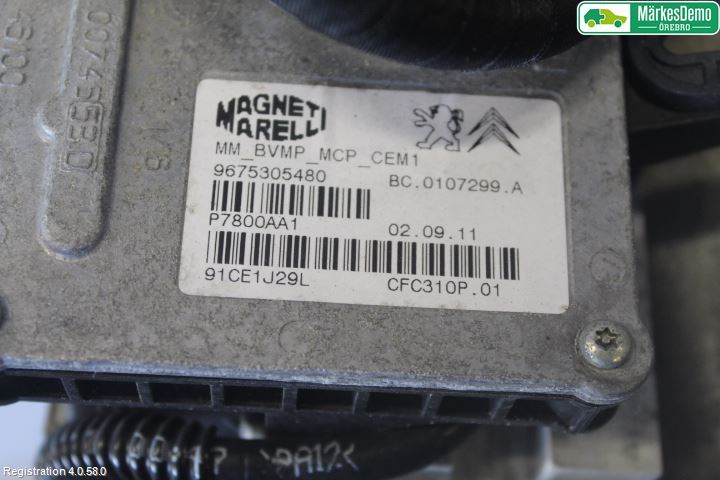 MärkesDemo
ÖREBRO
MAGNETI
MARELLI
MM_BVMP_MCP_CEM1
9675305480
BC.0107299.A
P7800AA1
02.09.11
91CE1J29L
CFC310P.01
Registration 4.0.58.0